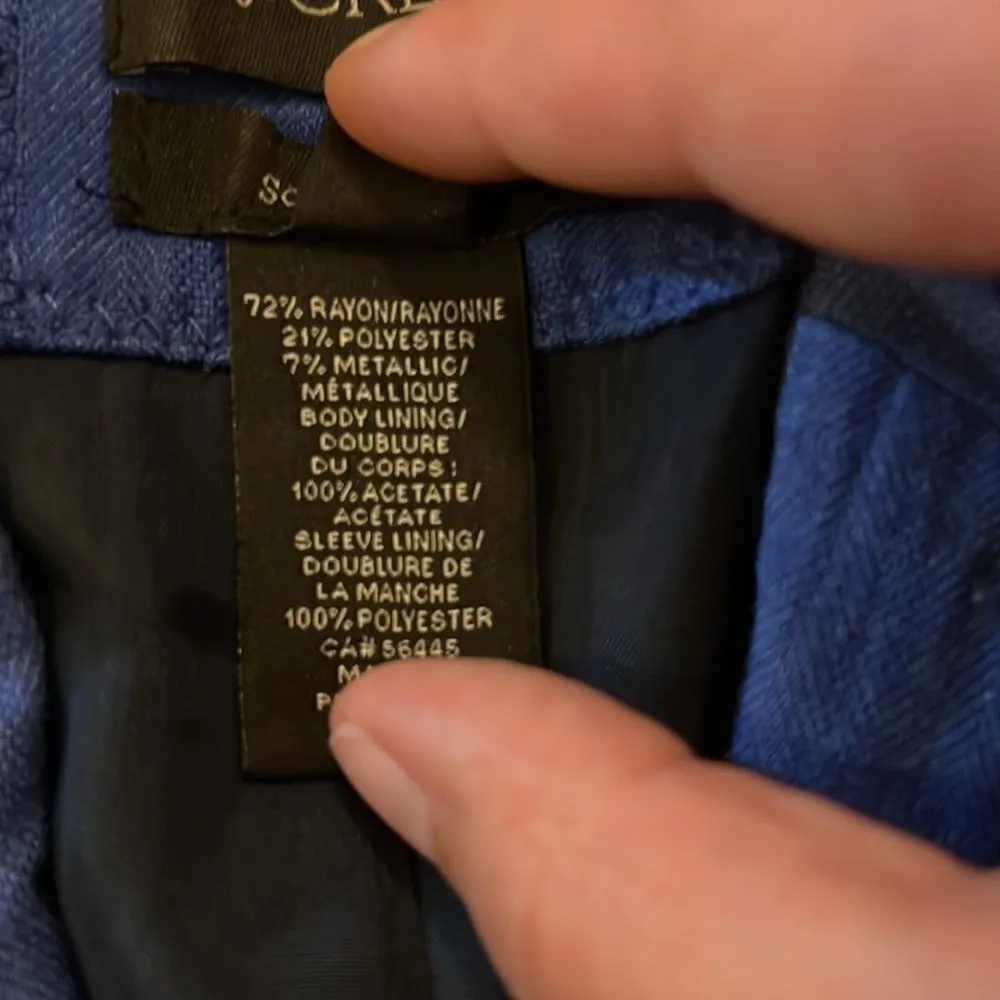 72% RAYON/RAYONNE
21% POLYESTER
7% METALLIC/
MÉTALLIQUE
BODY LINING/
DOUBLURE
DU CORPS :
100% ACETATE/
ACÉTATE
SLEEVE LINING/
DOUBLURE DE
LA MANCHE
100% POLYESTER
CA# 56445